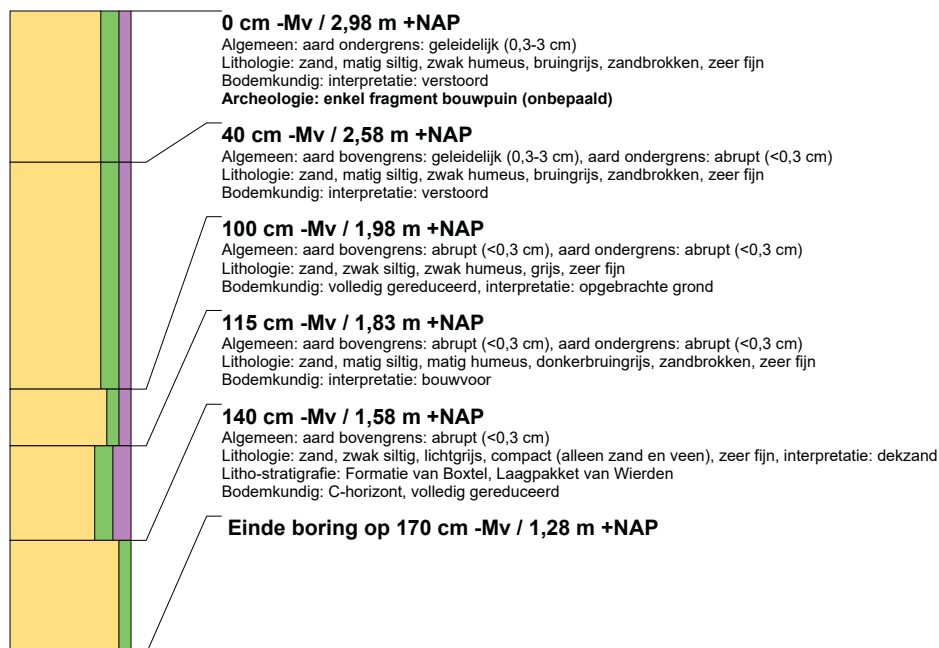 0 cm -Mv / 2,98 m +NAP
Algemeen: aard ondergrens: geleidelijk (0,3-3 cm)
Lithologie: zand, matig siltig, zwak humeus, bruingrijs, zandbrokken, zeer fijn
Bodemkundig: interpretatie: verstoord
Archeologie: enkel fragment bouwpuin (onbepaald)
40 cm -Mv / 2,58 m +NAP
Algemeen: aard bovengrens: geleidelijk (0,3-3 cm), aard ondergrens: abrupt (<0,3 cm)
Lithologie: zand, matig siltig, zwak humeus, bruingrijs, zandbrokken, zeer fijn
Bodemkundig: interpretatie: verstoord
100 cm -Mv / 1,98 m +NAP
Algemeen: aard bovengrens: abrupt (<0,3 cm), aard ondergrens: abrupt (<0,3 cm)
Lithologie: zand, zwak siltig, zwak humeus, grijs, zeer fijn
Bodemkundig: volledig gereduceerd, interpretatie: opgebrachte grond
115 cm -Mv / 1,83 m +NAP
Algemeen: aard bovengrens: abrupt (<0,3 cm), aard ondergrens: abrupt (<0,3 cm)
Lithologie: zand, matig siltig, matig humeus, donkerbruingrijs, zandbrokken, zeer fijn
Bodemkundig: interpretatie: bouwvoor
140 cm -Mv / 1,58 m +NAP
Algemeen: aard bovengrens: abrupt (<0,3 cm)
Lithologie: zand, zwak siltig, lichtgrijs, compact (alleen zand en veen), zeer fijn, interpretatie: dekzand
Litho-stratigrafie: Formatie van Boxtel, Laagpakket van Wierden
Bodemkundig: C-horizont, volledig gereduceerd
Einde boring op 170 cm -Mv / 1,28 m +NAP